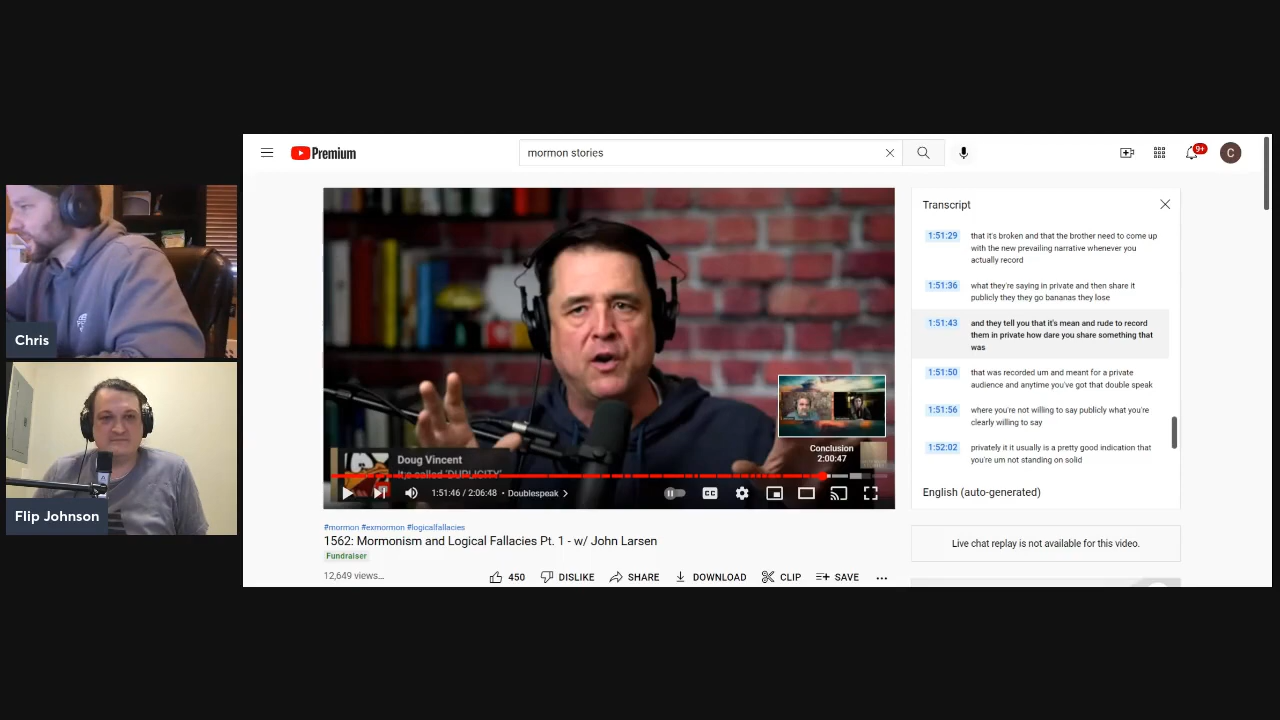 Chris
Flip Johnson
Premium
mormon stories
9+
C
Doug Vincent
It's called 'DUPLICITY'
Conclusion
2:00:47
1:51:46 / 2:06:48 • Doublespeak
CC
#mormon #exmormon #logicalfallacies
1562: Mormonism and Logical Fallacies Pt. 1 - w/ John Larsen
Fundraiser
12,649 views...
450
DISLIKE
SHARE
DOWNLOAD
CLIP
SAVE
...
Transcript
1:51:29
that it's broken and that the brother need to come up
with the new prevailing narrative whenever you
actually record
1:51:36
what they're saying in private and then share it
publicly they they go bananas they lose
1:51:43
and they tell you that it's mean and rude to record
them in private how dare you share something that
was
1:51:50
that was recorded um and meant for a private
audience and anytime you've got that double speak
1:51:56
where you're not willing to say publicly what you're
clearly willing to say
1:52:02
privately it it usually is a pretty good indication that
you're um not standing on solid
English (auto-generated)
Live chat replay is not available for this video.